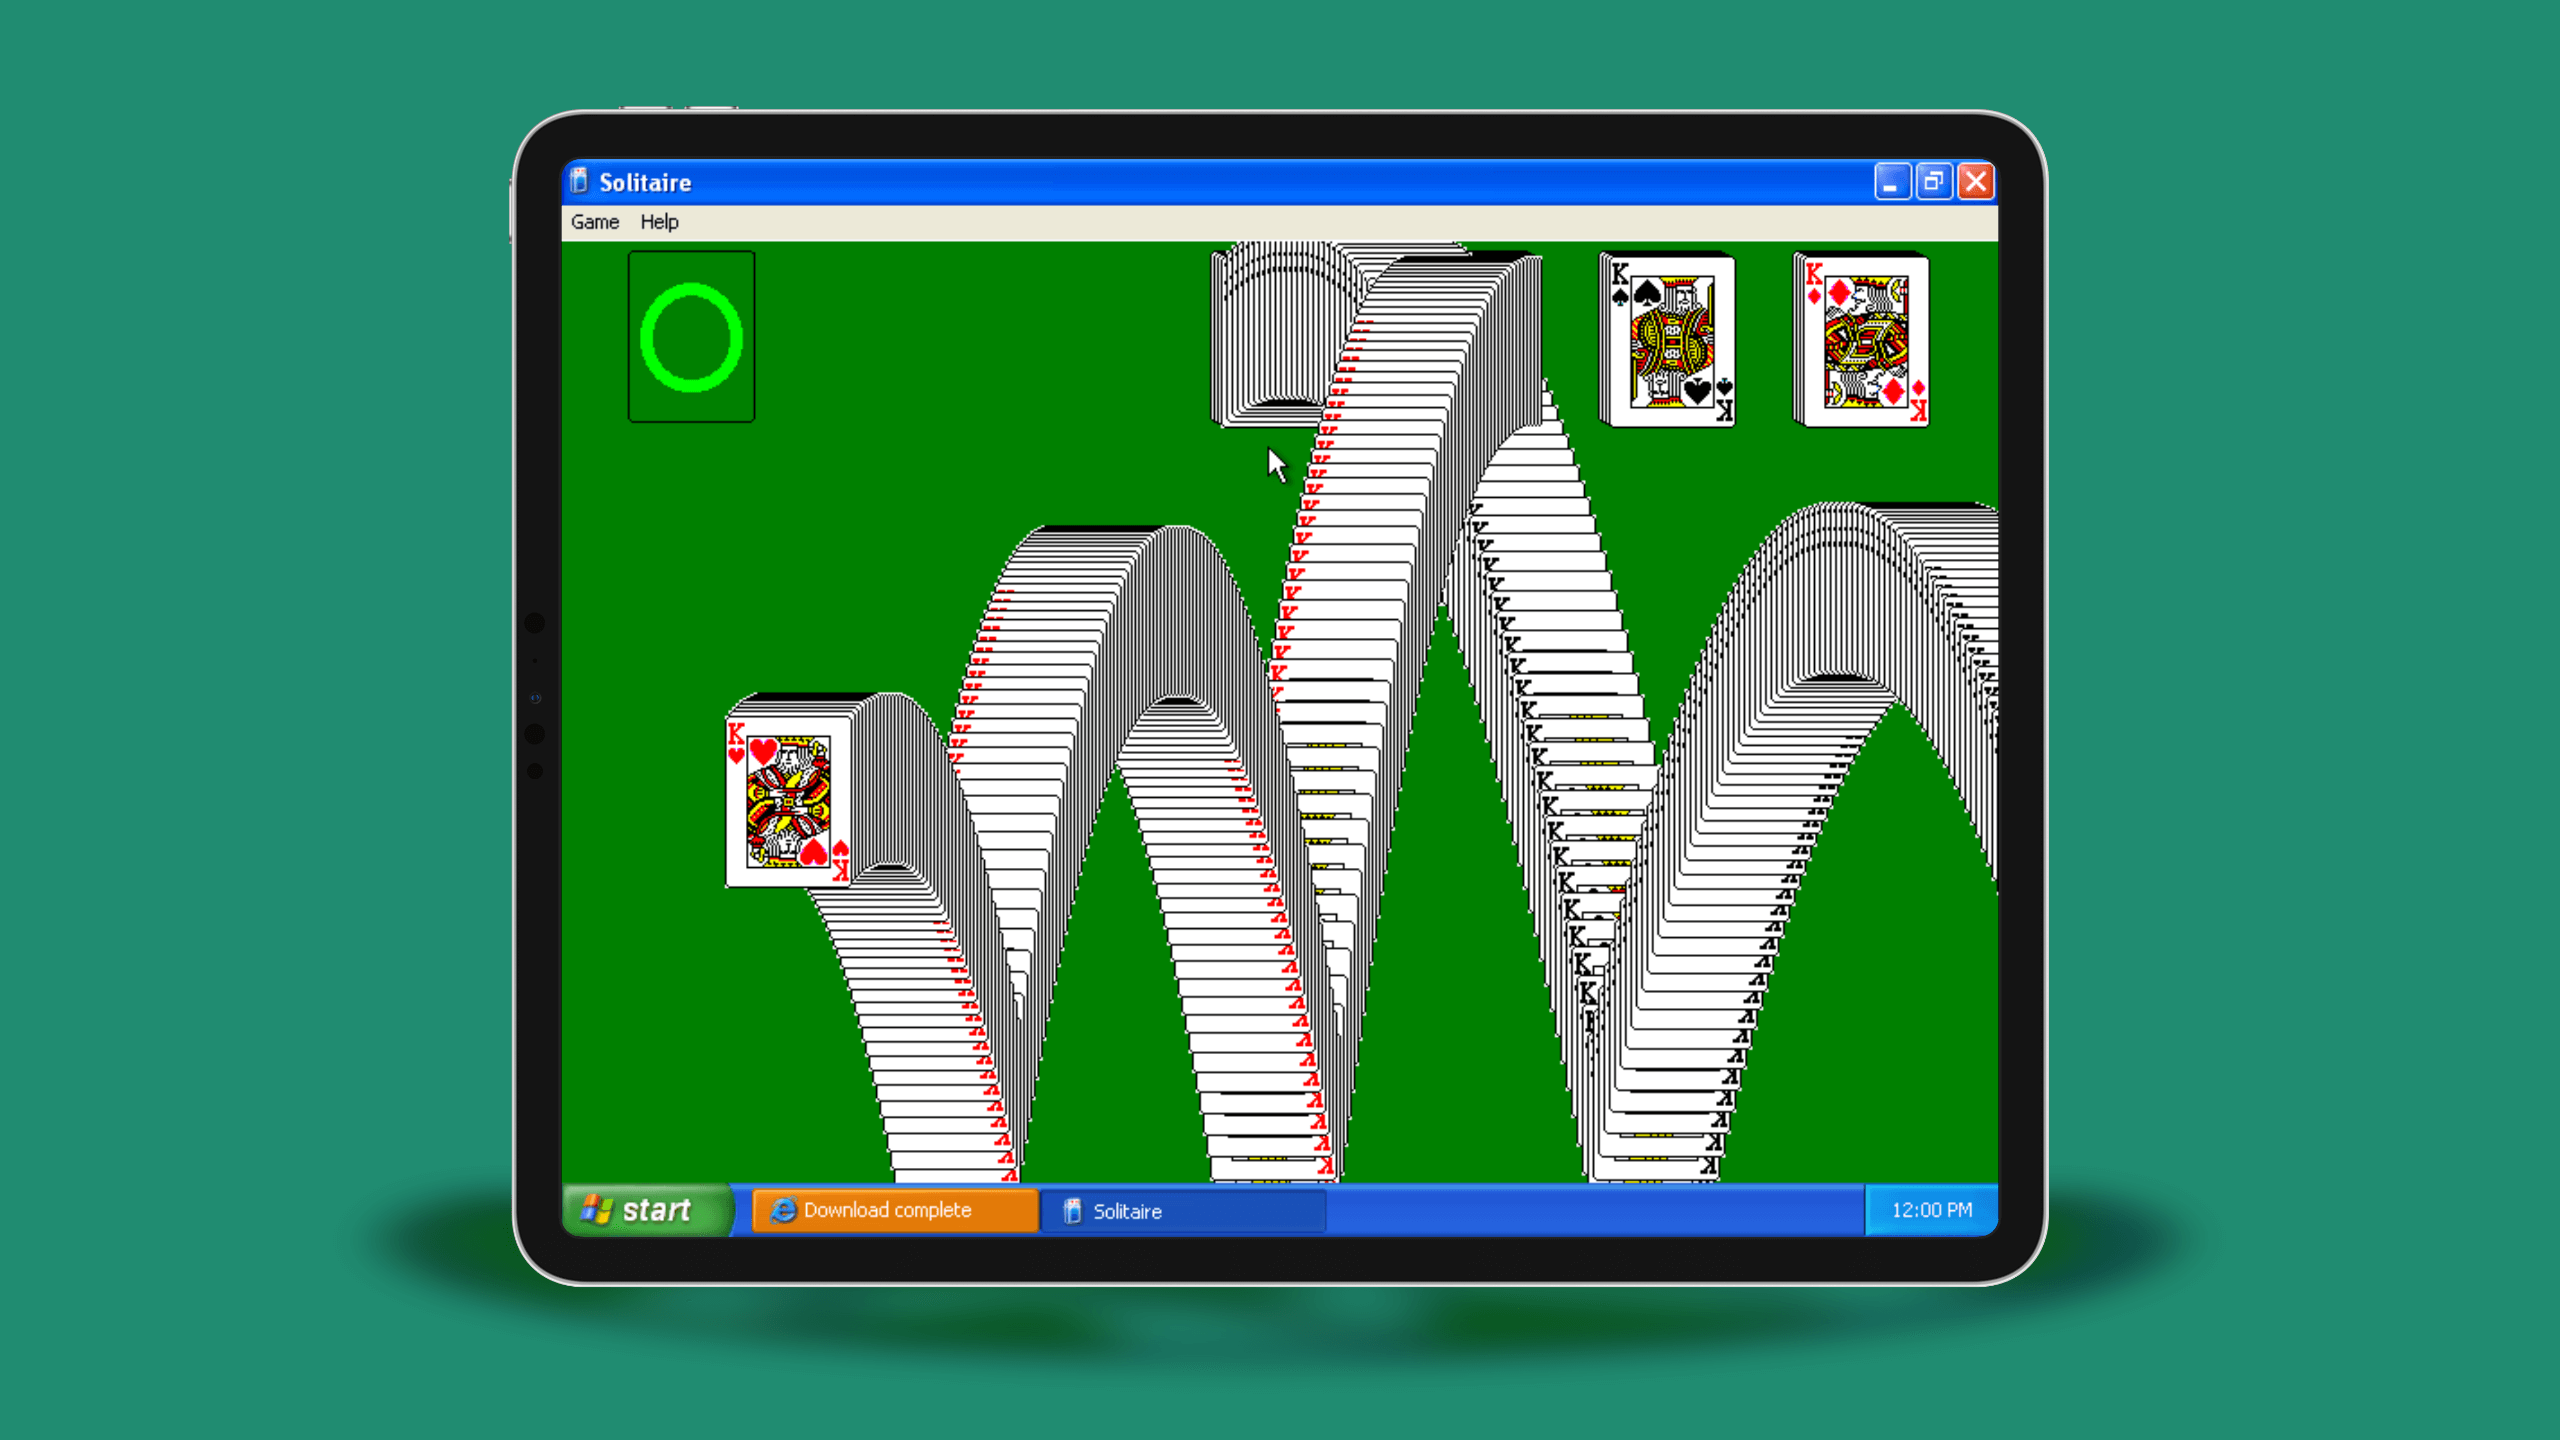 Solitaire
Game Help
K K
K K
K
K
start Download complete Solitaire 12:00 PM